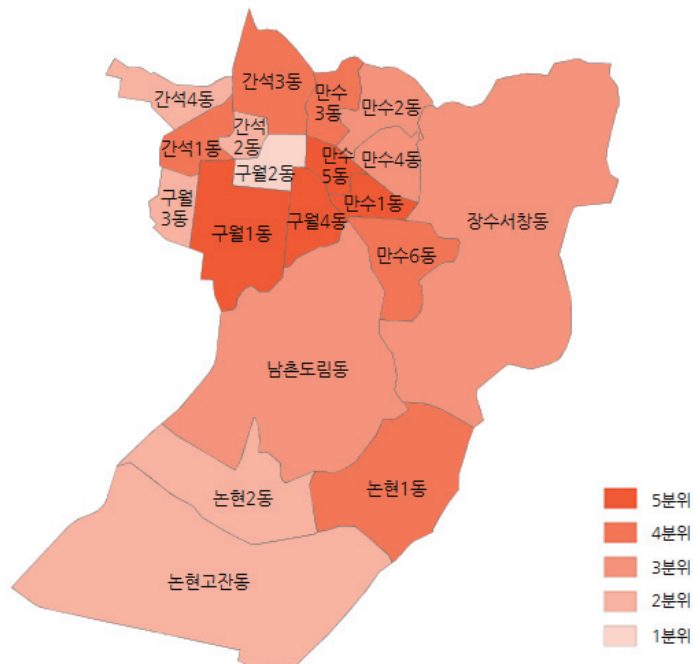 간석3동
간석4동
만수
3동
만수2동
간석
2동
간석1동
만수
5동
만수4동
구월2동
구월
3동
만수1동
구월1동
구월4동
장수서창동
만수6동
남촌도림동
논현1동
논현2동
논현고잔동
5분위
4분위
3분위
2분위
1분위